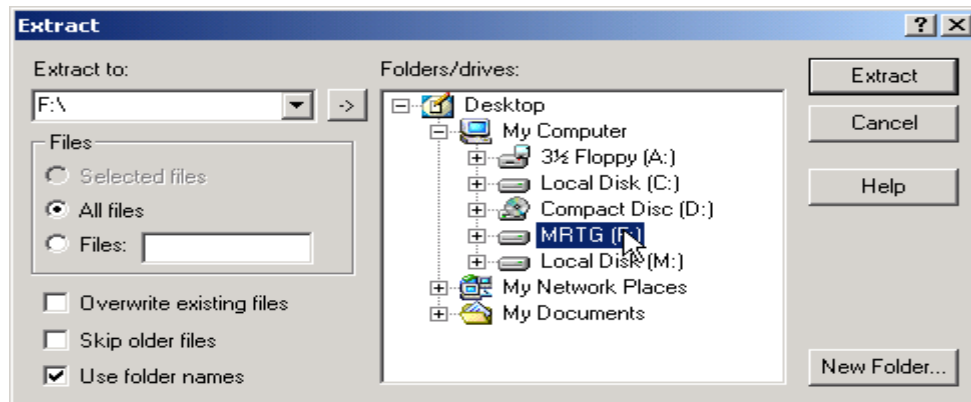 Extract
Extract to:
F:\
->
Files
Selected files
All files
Files:
Overwrite existing files
Skip older files
Use folder names
Folders/drives:
Desktop
My Computer
3½ Floppy (A:)
Local Disk (C:)
Compact Disc (D:)
MRTG (F:)
Local Disk (M:)
My Network Places
My Documents
Extract
Cancel
Help
New Folder...